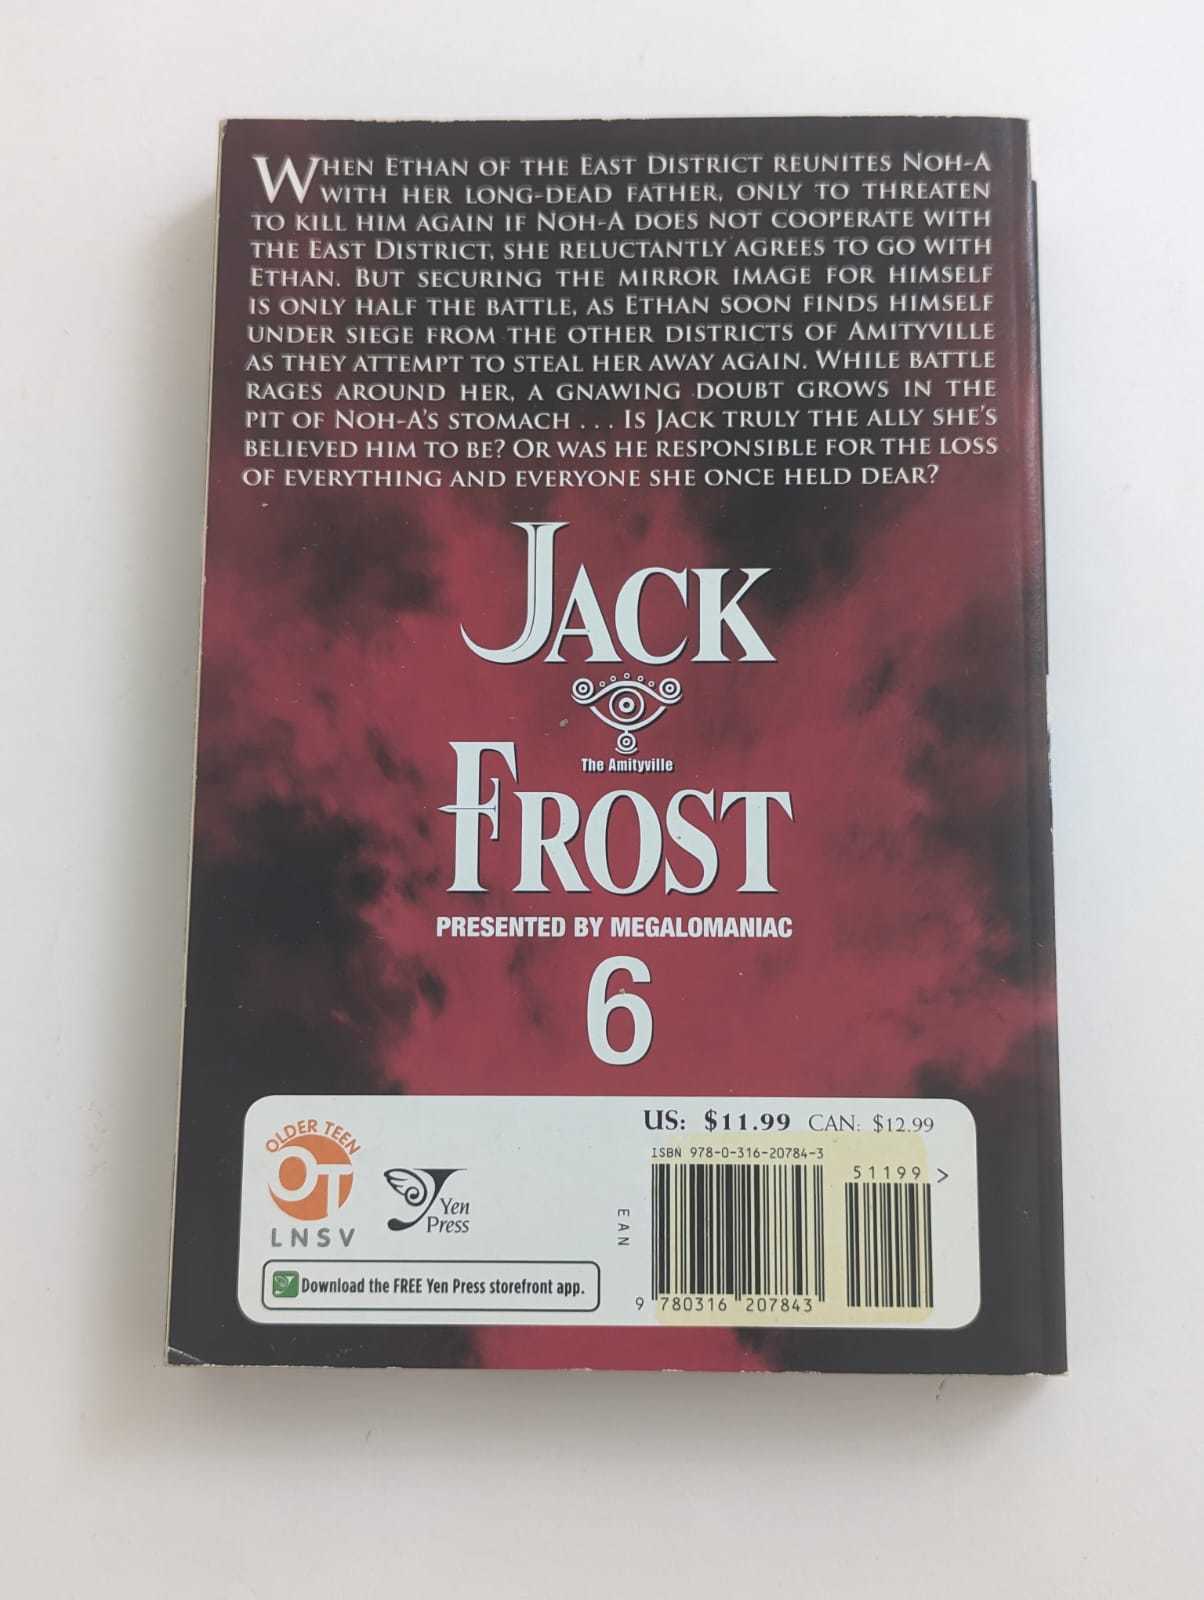 WHEN ETHAN OF THE EAST DISTRICT REUNITES NOH-A
WITH HER LONG-DEAD FATHER, ONLY TO THREATEN
TO KILL HIM AGAIN IF NOH-A DOES NOT COOPERATE WITH
THE EAST DISTRICT, SHE RELUCTANTLY AGREES TO GO WITH
ETHAN. BUT SECURING THE MIRROR IMAGE FOR HIMSELF
IS ONLY HALF THE BATTLE, AS ETHAN SOON FINDS HIMSELF
UNDER SIEGE FROM THE OTHER DISTRICTS OF AMITYVILLE
AS THEY ATTEMPT TO STEAL HER AWAY AGAIN. WHILE BATTLE
RAGES AROUND HER, A GNAWING DOUBT GROWS IN THE
PIT OF NOH-A'S STOMACH . . . IS JACK TRULY THE ALLY SHE'S
BELIEVED HIM TO BE? OR WAS HE RESPONSIBLE FOR THE LOSS
OF EVERYTHING AND EVERYONE SHE ONCE HELD DEAR?
JACK
The Amityville
FROST
PRESENTED BY MEGALOMANIAC
6
US: $11.99 CAN: $12.99
ISBN 978-0-316-20784-3
51199 >
EAN
9 780316 207843
OLDER TEEN
OT
LNSV
Yen
Press
Download the FREE Yen Press storefront app.